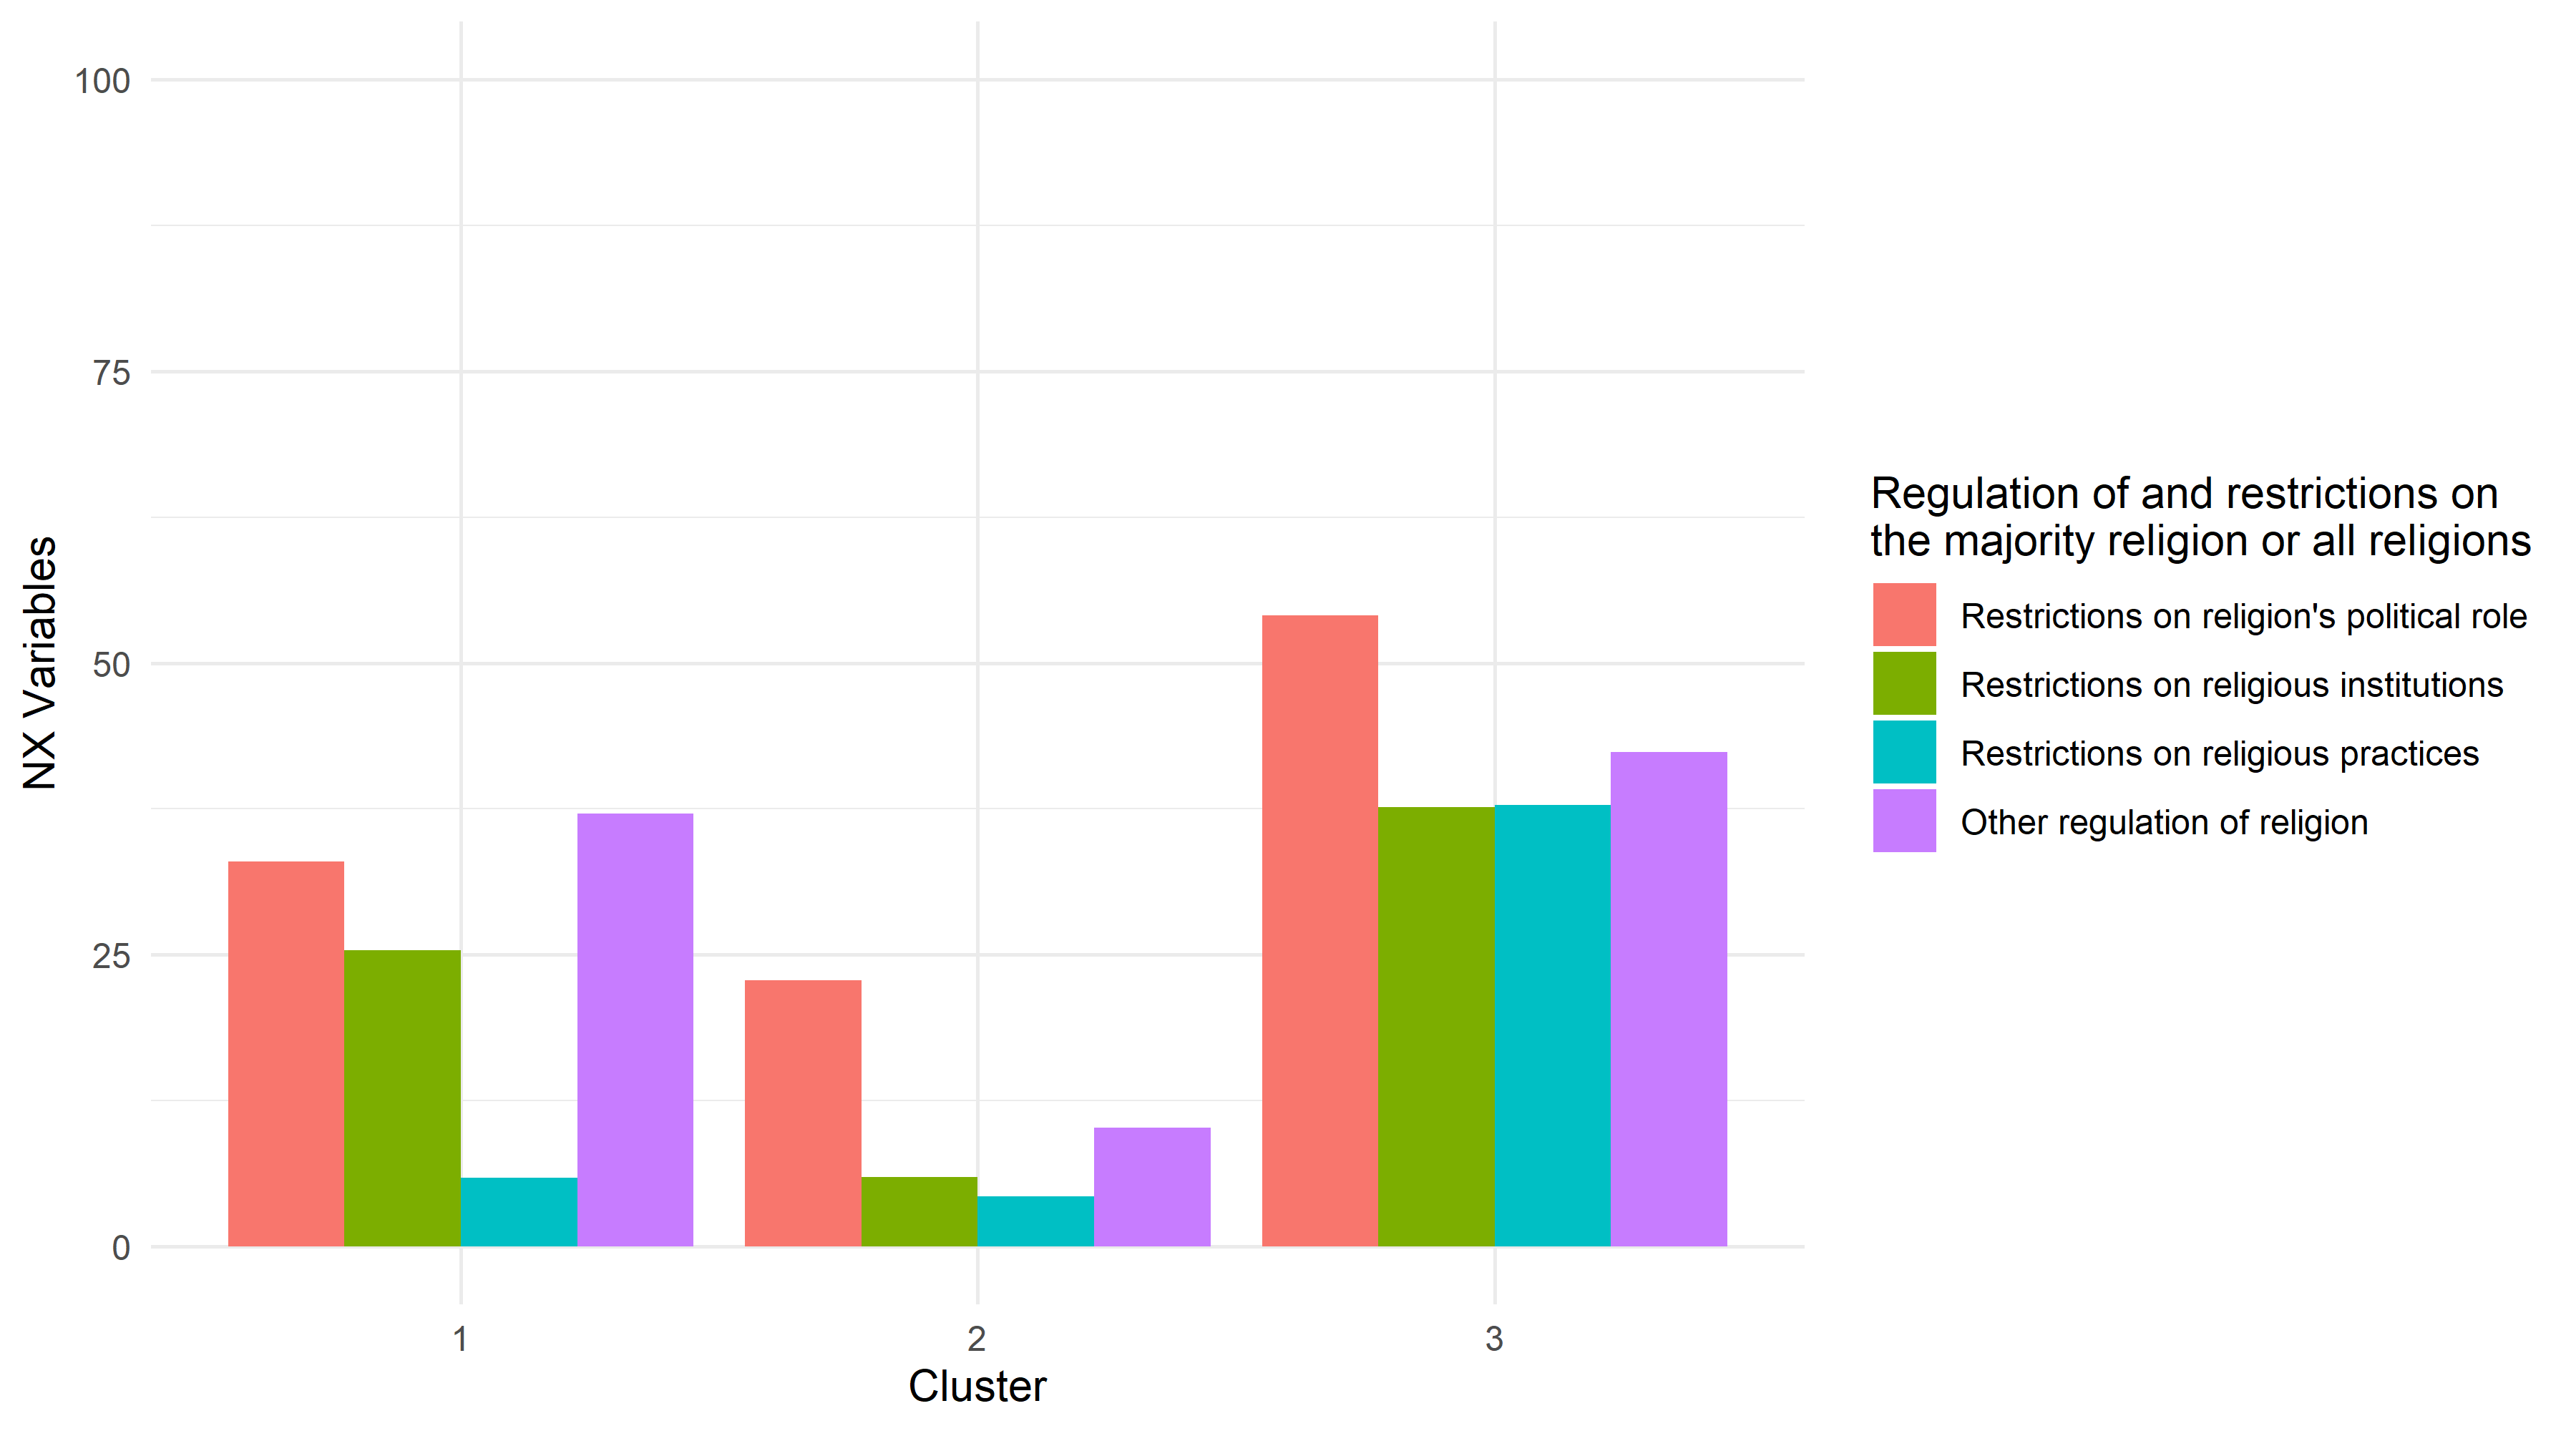 100
75
50
25
0
NX Variables
1 2 3
Cluster
Regulation of and restrictions on
the majority religion or all religions
Restrictions on religion's political role
Restrictions on religious institutions
Restrictions on religious practices
Other regulation of religion